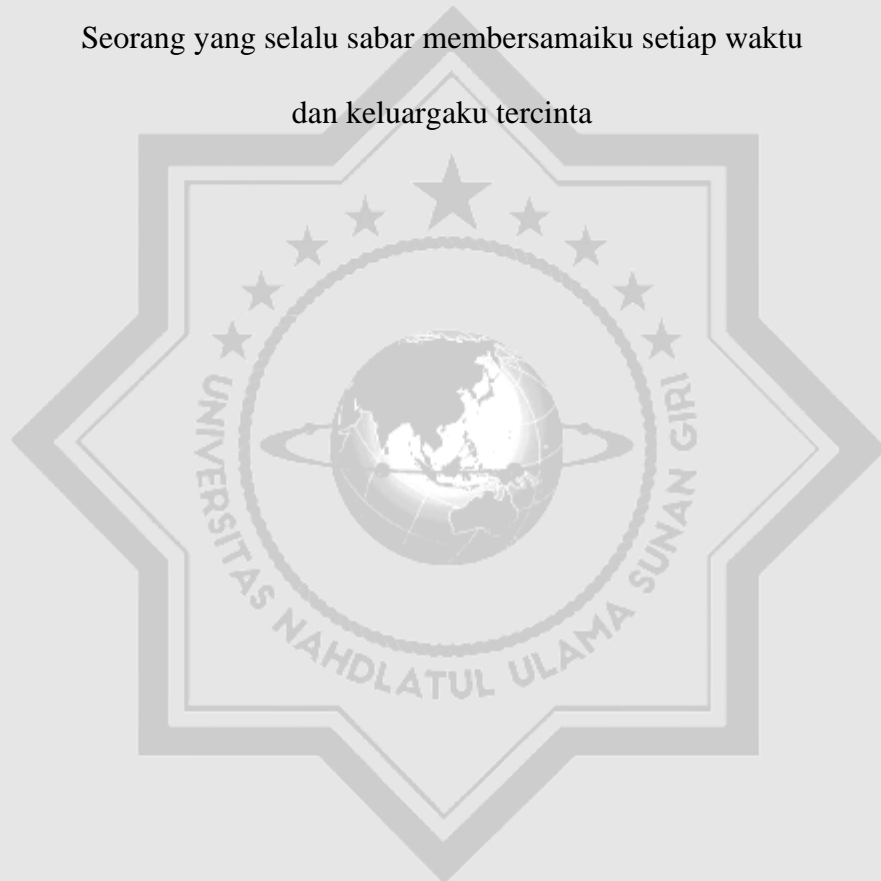 Seorang yang selalu sabar membersamaiku setiap waktu
dan keluargaku tercinta
UNIVERSITAS NAHDLATUL ULAMA SUNAN GIRI